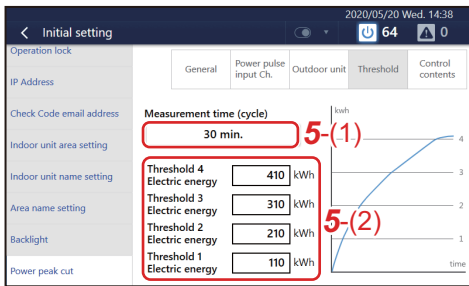 2020/05/20 Wed. 14:38
Initial setting
64
0
Operation lock
IP Address
Check Code email address
Indoor unit area setting
Indoor unit name setting
Area name setting
Backlight
Power peak cut
General
Power pulse
input Ch.
Outdoor unit
Threshold
Control
contents
Measurement time (cycle)
30 min.
5-(1)
Threshold 4
Electric energy
410 kWh
Threshold 3
Electric energy
310 kWh
Threshold 2
Electric energy
210 kWh
Threshold 1
Electric energy
110 kWh
5-(2)
kwh
4
3
2
1
time